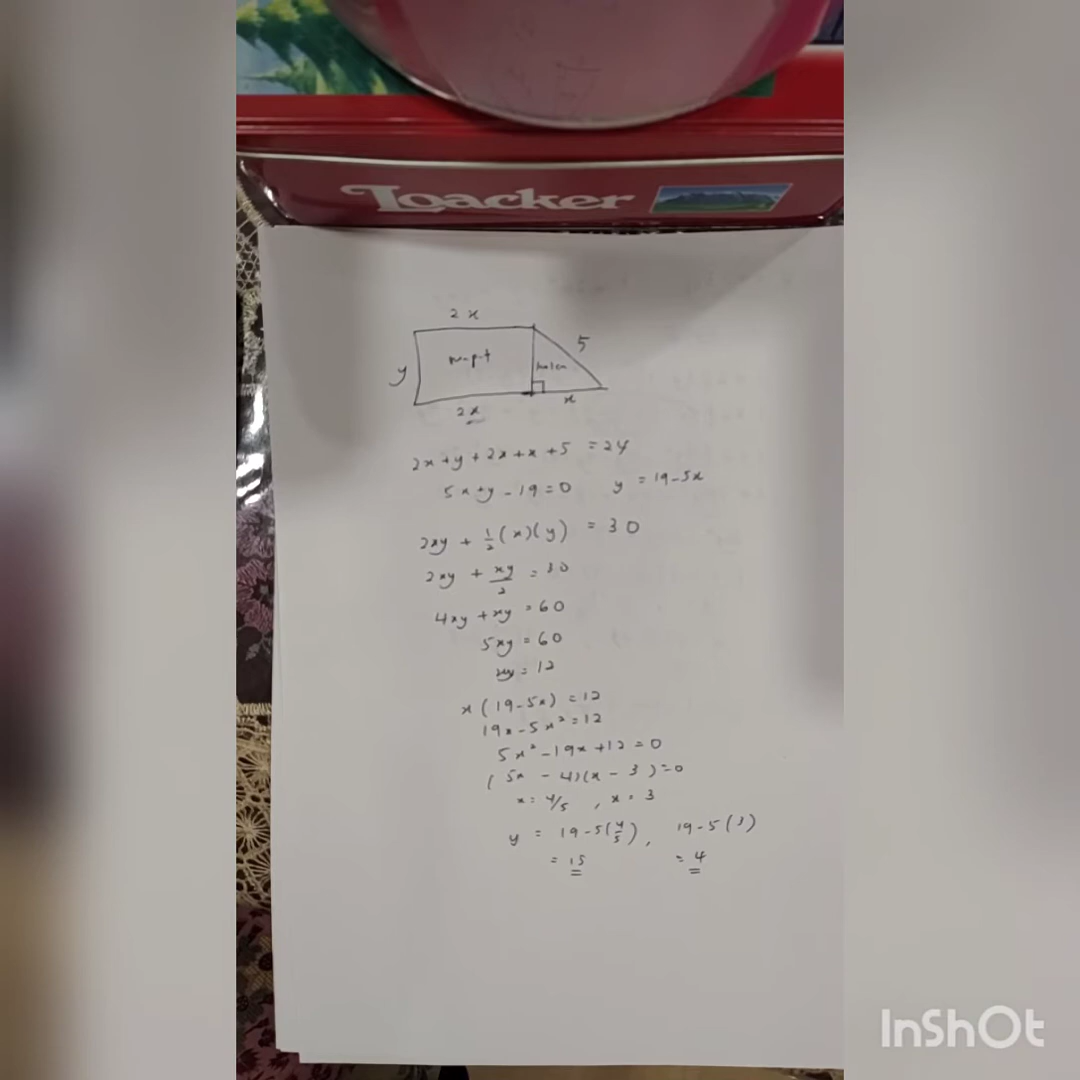 Loacker
2x
5
y
x
2x
2x + y + 2x + x + 5 = 24
5x + y - 19 = 0 y = 19 - 5x
2xy + 1/2 (x)(y) = 30
2xy + xy/2 = 30
4xy + xy = 60
5xy = 60
xy = 12
x(19 - 5x) = 12
19x - 5x² = 12
5x² - 19x + 12 = 0
(5x - 4)(x - 3) = 0
x = 4/5 , x = 3
y = 19 - 5(4/5), 19 - 5(3)
= 15 = 4
InShOt